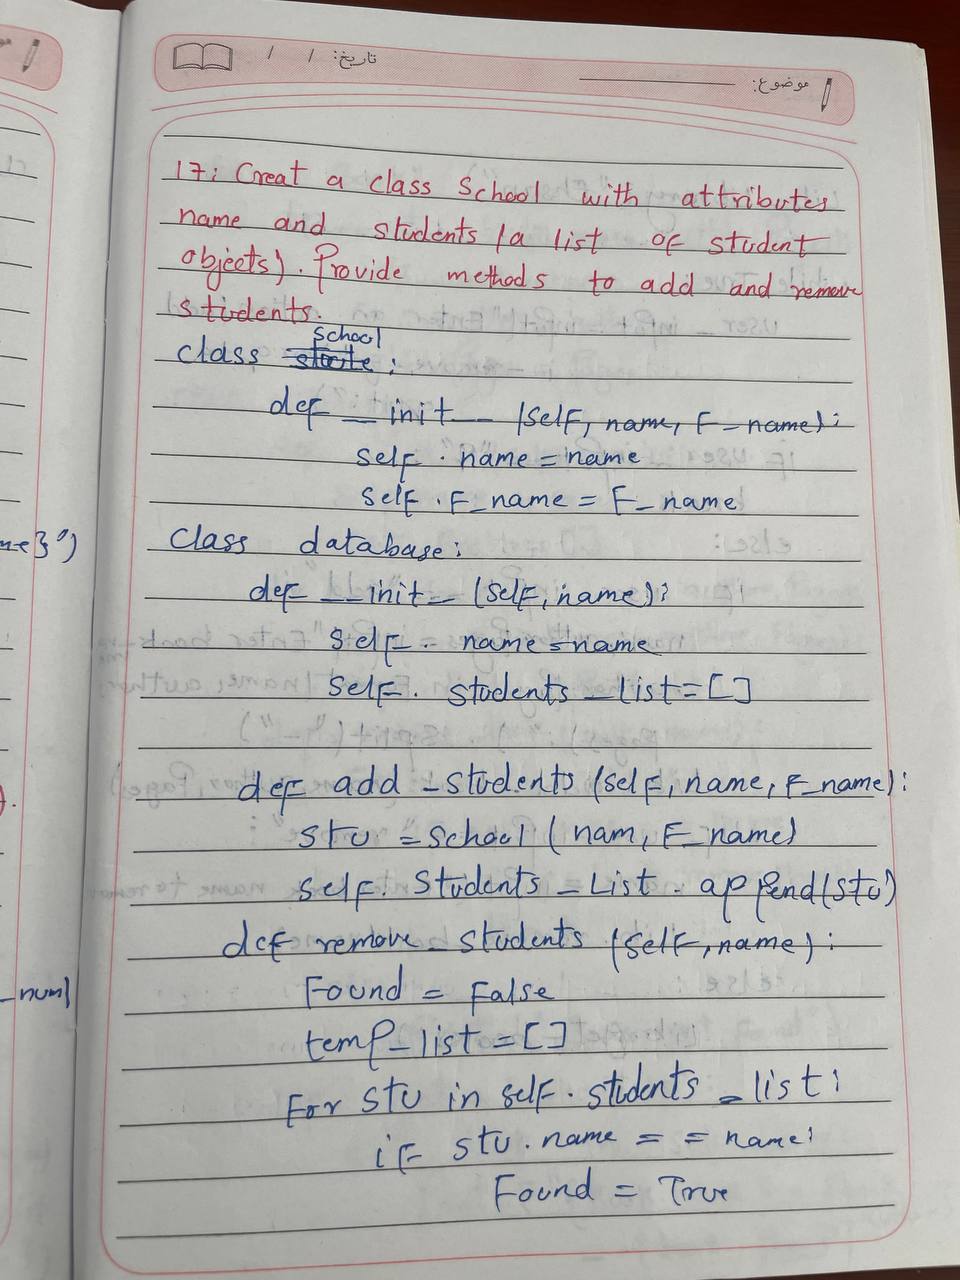 تاریخ: / /
موضوع:
17: Creat a class School with attributes
name and students (a list of student
objects). Provide methods to add and remove
students.
class School:
def __init__ (self, name, F_name):
self.name = name
self.F_name = F_name
Class database:
def __init__ (self, name):
self.name = name
self.students_list = []
def add_students (self, name, F_name):
stu = School (nam, F_name)
self.students_List.append(stu)
def remove_students (self, name):
Found = False
temp_list = []
For stu in self.students_list:
if stu.name == name:
Found = True
me}")
_num)